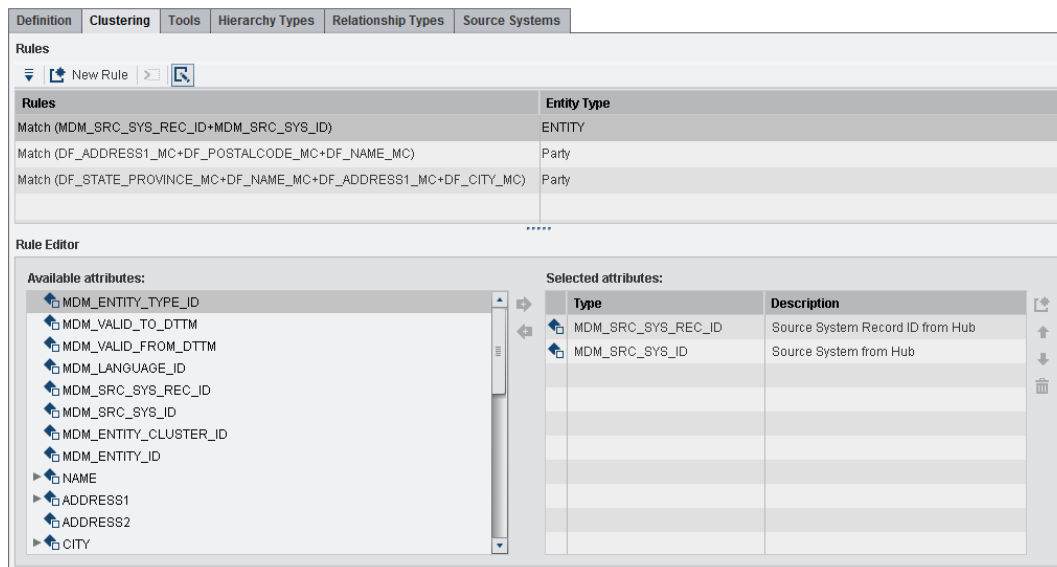 Definition Clustering Tools Hierarchy Types Relationship Types Source Systems
Rules
New Rule
Rules Entity Type
Match (MDM_SRC_SYS_REC_ID+MDM_SRC_SYS_ID) ENTITY
Match (DF_ADDRESS1_MC+DF_POSTALCODE_MC+DF_NAME_MC) Party
Match (DF_STATE_PROVINCE_MC+DF_NAME_MC+DF_ADDRESS1_MC+DF_CITY_MC) Party
Rule Editor
Available attributes: Selected attributes:
MDM_ENTITY_TYPE_ID Type Description
MDM_VALID_TO_DTTM MDM_SRC_SYS_REC_ID Source System Record ID from Hub
MDM_VALID_FROM_DTTM MDM_SRC_SYS_ID Source System from Hub
MDM_LANGUAGE_ID
MDM_SRC_SYS_REC_ID
MDM_SRC_SYS_ID
MDM_ENTITY_CLUSTER_ID
MDM_ENTITY_ID
NAME
ADDRESS1
ADDRESS2
CITY